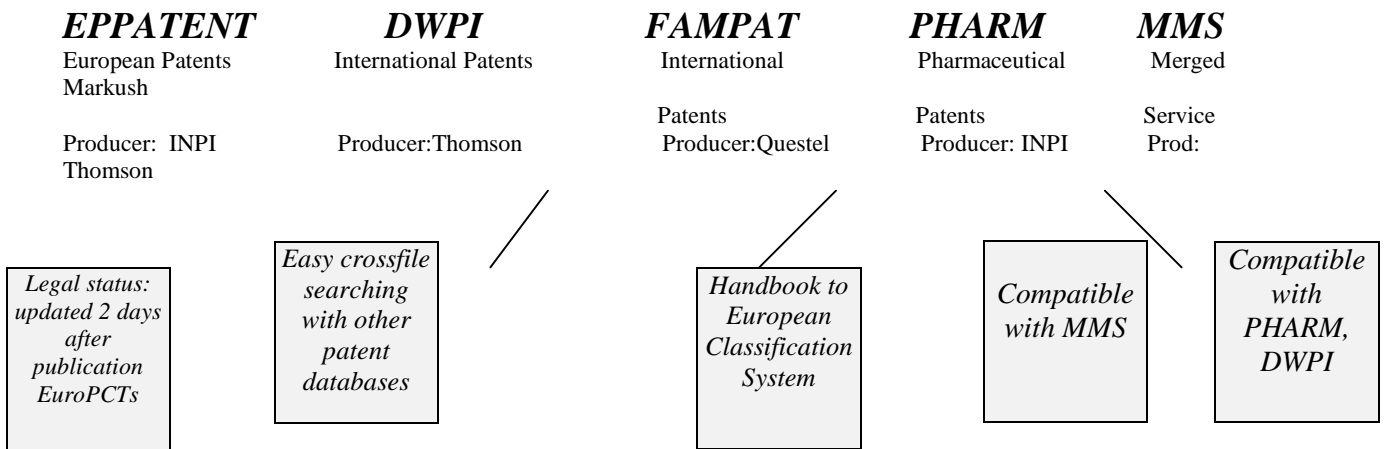 EPPATENT DWPI FAMPAT PHARM MMS
European Patents International Patents International Pharmaceutical Merged
Markush
Patents Patents Service
Producer: INPI Producer:Thomson Producer:Questel Producer: INPI Prod:
Thomson
Legal status:
updated 2 days
after
publication
EuroPCTs
Easy crossfile
searching
with other
patent
databases
Handbook to
European
Classification
System
Compatible
with MMS
Compatible
with
PHARM,
DWPI